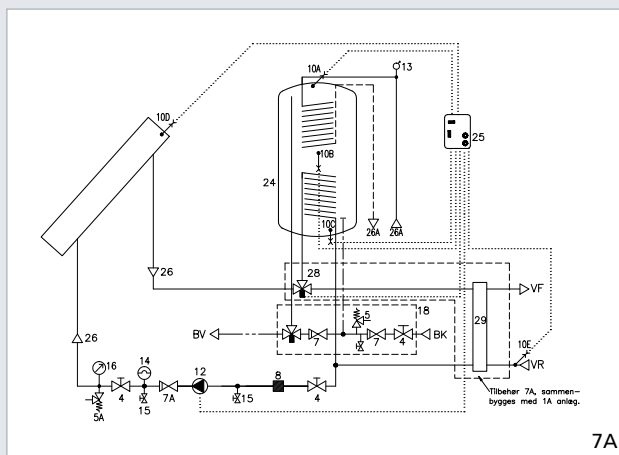 10A
13
10D
25
10B
24
10C
26A
26A
26
28
VF
5
18
29
26
BV
7
7
4
BK
10E
16
14
12
8
VR
4
7A
15
4
5A
15
Tilbehør 7A, sammen-
bygges med 1A anlæg.
7A